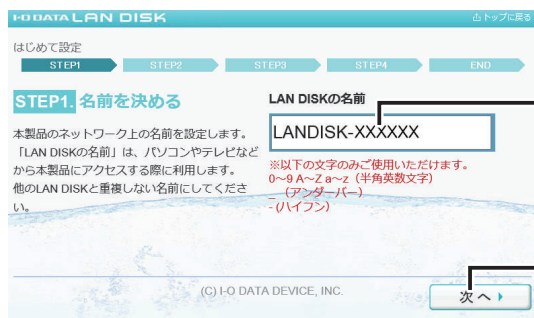 I-O DATA LAN DISK
トップに戻る
はじめて設定
STEP1 STEP2 STEP3 STEP4 END
STEP1. 名前を決める
本製品のネットワーク上の名前を設定します。
「LAN DISKの名前」は、パソコンやテレビなど
から本製品にアクセスする際に利用します。
他のLAN DISKと重複しない名前にしてくださ
い。
LAN DISKの名前
LANDISK-XXXXXX
※以下の文字のみご使用いただけます。
0～9 A～Z a～z（半角英数文字）
_ （アンダーバー）
- (ハイフン）
(C) I-O DATA DEVICE, INC.
次へ